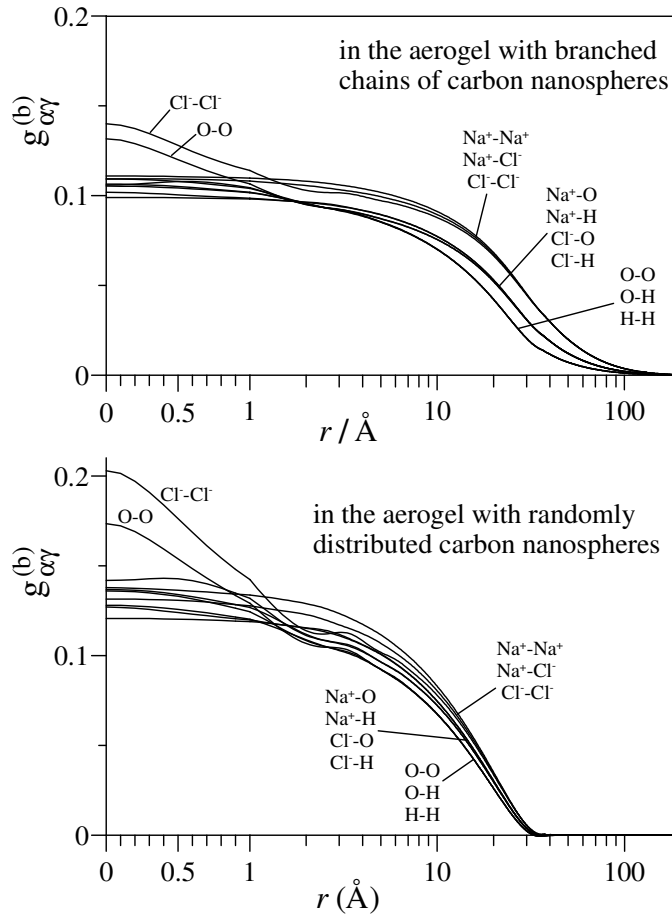 0.2
in the aerogel with branched
chains of carbon nanospheres
Cl⁻-Cl⁻
O-O
g_{αγ}^{(b)}
Na⁺-Na⁺
Na⁺-Cl⁻
Cl⁻-Cl⁻
0.1
Na⁺-O
Na⁺-H
Cl⁻-O
Cl⁻-H
O-O
O-H
H-H
0
0 0.5 1 10 100
r / Å
0.2
Cl⁻-Cl⁻
O-O
in the aerogel with randomly
distributed carbon nanospheres
g_{αγ}^{(b)}
0.1
Na⁺-Na⁺
Na⁺-Cl⁻
Cl⁻-Cl⁻
Na⁺-O
Na⁺-H
Cl⁻-O
Cl⁻-H
O-O
O-H
H-H
0
0 0.5 1 10 100
r (Å)